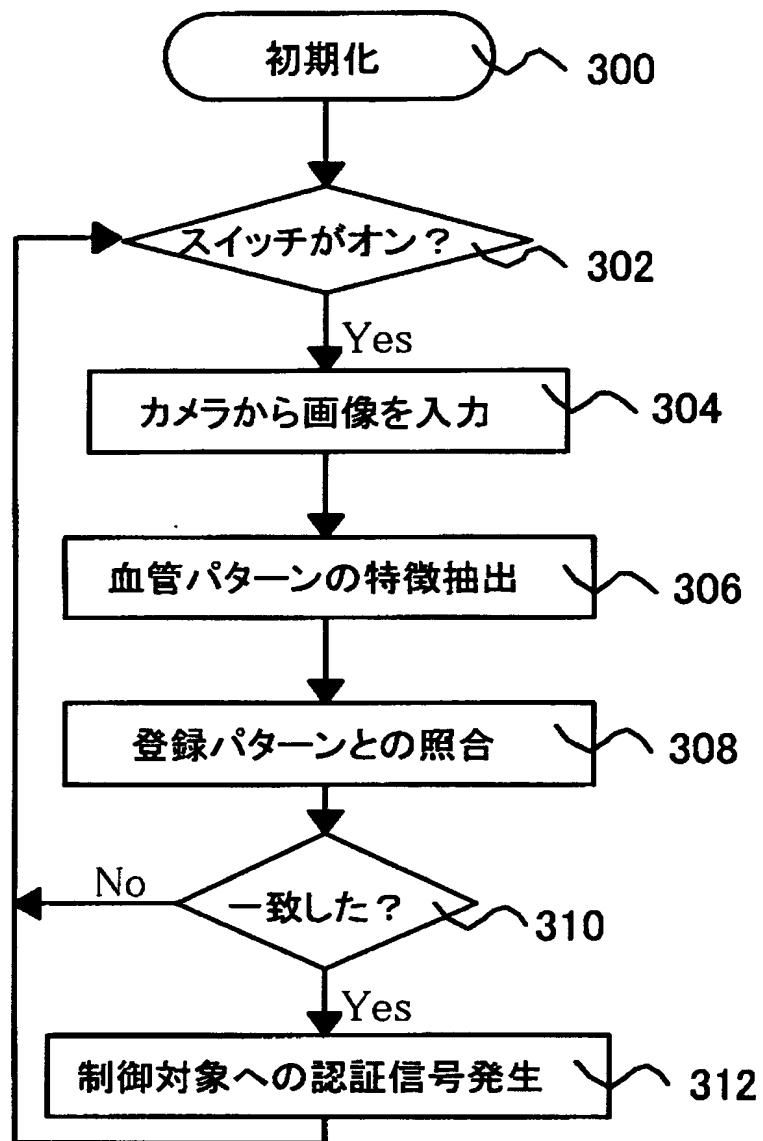 初期化
300
スイッチがオン？
302
Yes
カメラから画像を入力
304
血管パターンの特徴抽出
306
登録パターンとの照合
308
No
一致した？
310
Yes
制御対象への認証信号発生
312